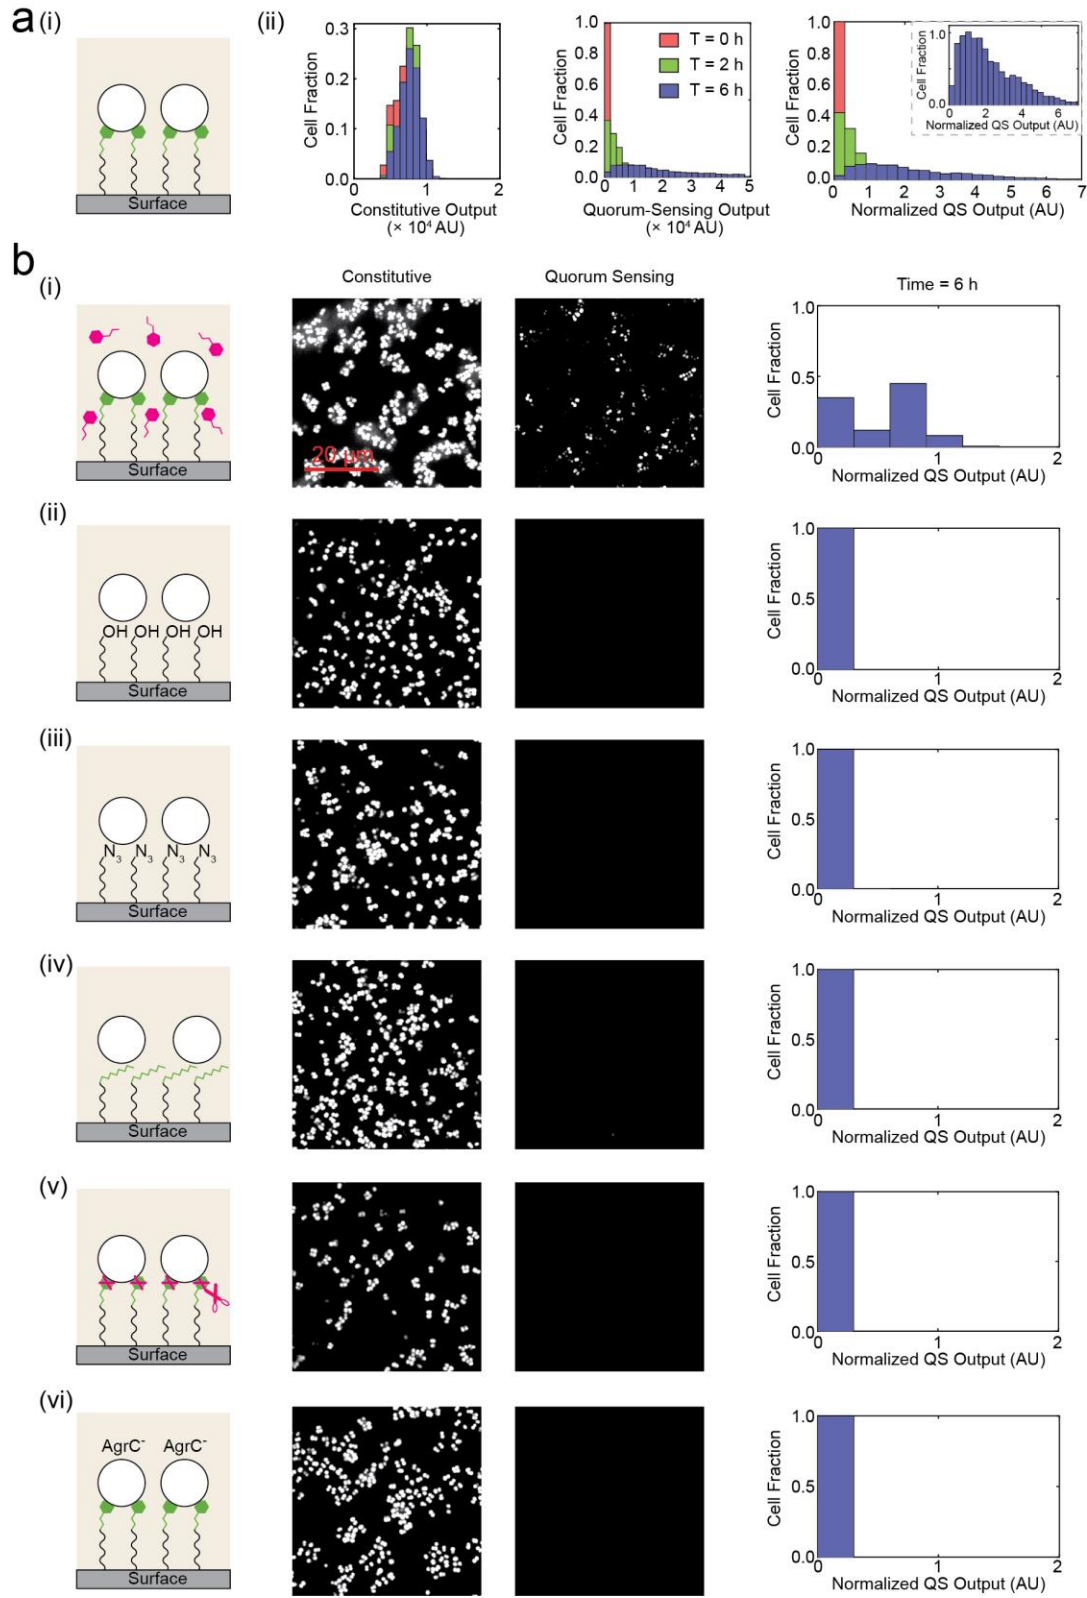 a
(i)
Surface
(ii)
0.3
0.2
0.1
0.0
Cell Fraction
0
1
2
Constitutive Output
(× 10⁴ AU)
1.0
0.8
0.6
0.4
0.2
0.0
Cell Fraction
T = 0 h
T = 2 h
T = 6 h
0 1 2 3 4 5
Quorum-Sensing Output
(× 10⁴ AU)
1.0
0.8
0.6
0.4
0.2
0.0
Cell Fraction
0 1 2 3 4 5 6 7
Normalized QS Output (AU)
1.0
0.0
Cell Fraction
0 2 4 6
Normalized QS Output (AU)
b
Constitutive
Quorum Sensing
Time = 6 h
(i)
Surface
20 μm
1.0
0.5
0.0
Cell Fraction
0 1 2
Normalized QS Output (AU)
(ii)
OH OH OH OH
Surface
1.0
0.5
0.0
Cell Fraction
0 1 2
Normalized QS Output (AU)
(iii)
N₃ N₃ N₃ N₃
Surface
1.0
0.5
0.0
Cell Fraction
0 1 2
Normalized QS Output (AU)
(iv)
Surface
1.0
0.5
0.0
Cell Fraction
0 1 2
Normalized QS Output (AU)
(v)
Surface
1.0
0.5
0.0
Cell Fraction
0 1 2
Normalized QS Output (AU)
(vi)
AgrC⁻ AgrC⁻
Surface
1.0
0.5
0.0
Cell Fraction
0 1 2
Normalized QS Output (AU)